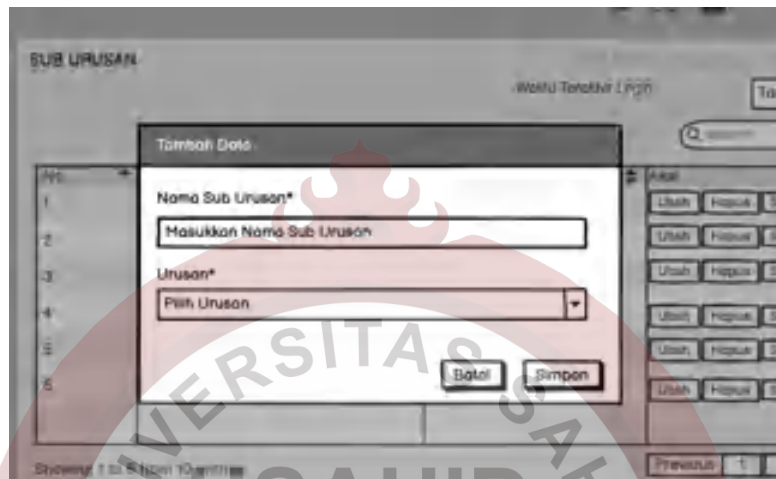 SUB URUSAN
Waktu Terakhir Login
Tambah Data
No
Nama Sub Urusan*
1
Ubah Hapus
Masukkan Nama Sub Urusan
2
Ubah Hapus
3
Urusan*
Ubah Hapus
Pilih Urusan
4
Ubah Hapus
5
Ubah Hapus
Batal Simpan
6
Ubah Hapus
Showing 1 to 6 from 10 entries
Previous 1